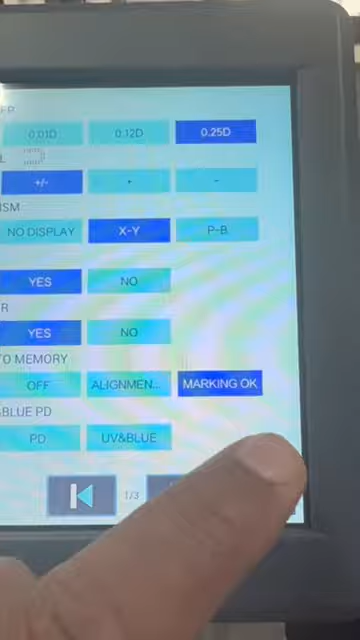 0.01D 0.12D 0.25D
+/- + -
ISM
NO DISPLAY X-Y P-B
YES NO
R
YES NO
TO MEMORY
OFF ALIGNMEN... MARKING OK
BLUE PD
PD UV&BLUE
1/3